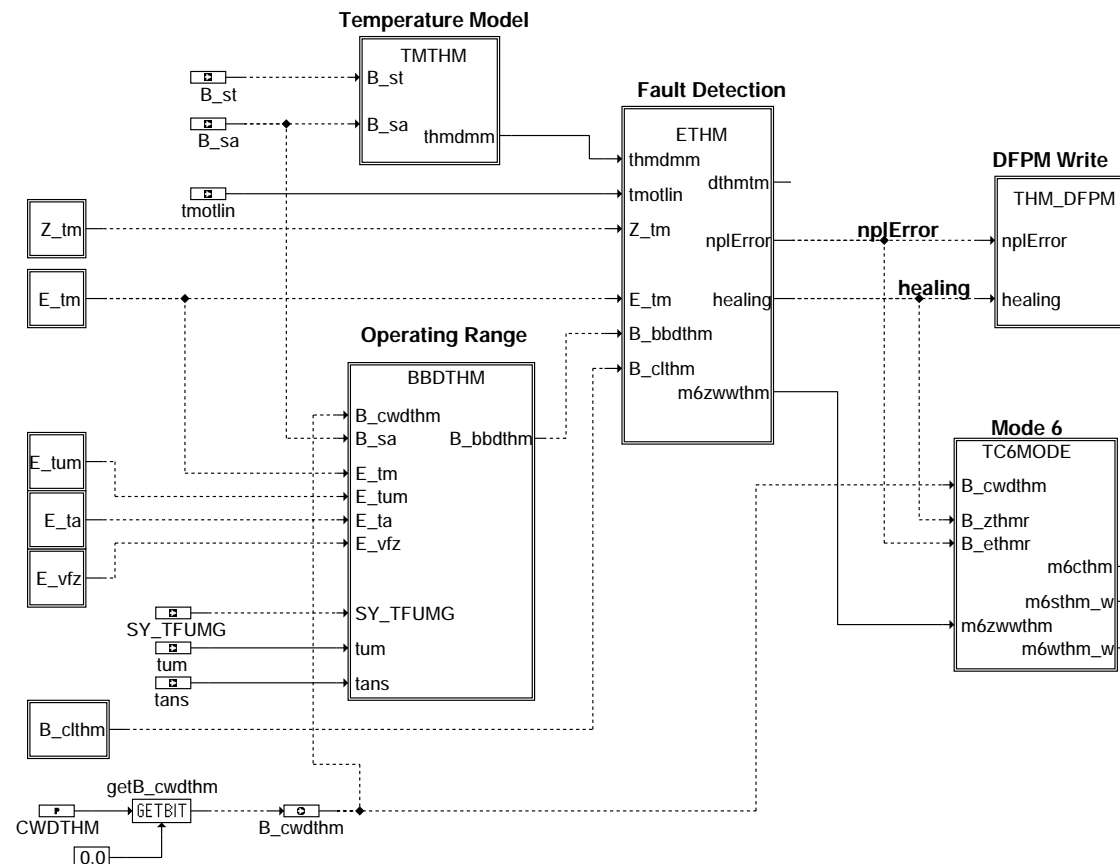 Temperature Model
TMTHM
B_st
B_sa
thmdmm
B_st
B_sa
tmotlin
Z_tm
E_tm
Fault Detection
ETHM
thmdmm
tmotlin
Z_tm
E_tm
B_bbdthm
B_clthm
dthmtm
nplError
healing
m6zwwthm
nplError
healing
DFPM Write
THM_DFPM
nplError
healing
Operating Range
BBDTHM
B_cwdthm
B_sa
E_tm
E_tum
E_ta
E_vfz
SY_TFUMG
tum
tans
B_bbdthm
E_tum
E_ta
E_vfz
SY_TFUMG
tum
tans
B_clthm
Mode 6
TC6MODE
B_cwdthm
B_zthmr
B_ethmr
m6cthm
m6sthm_w
m6zwwthm
m6wthm_w
getB_cwdthm
P
GETBIT
CWDTHM
B_cwdthm
0.0